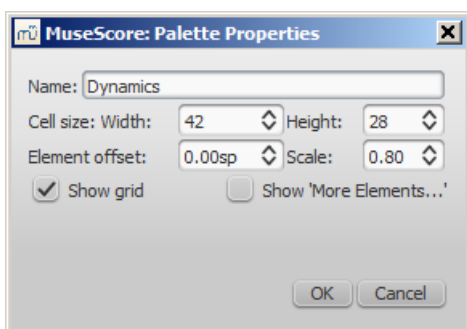 mü MuseScore: Palette Properties
Name: Dynamics
Cell size: Width: 42 Height: 28
Element offset: 0.00sp Scale: 0.80
Show grid Show 'More Elements...'
OK Cancel